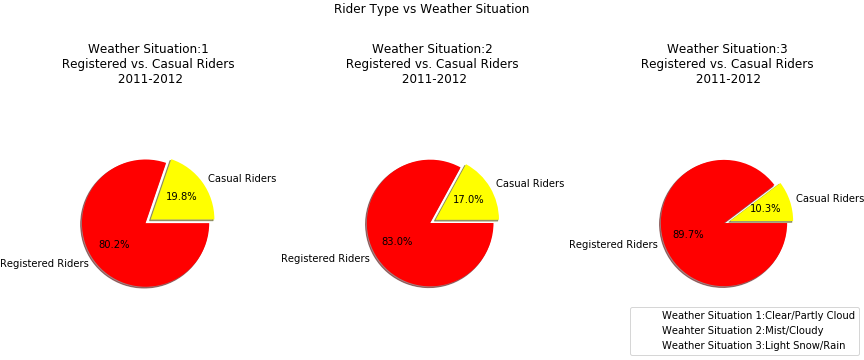 Rider Type vs Weather Situation
Weather Situation:1
Registered vs. Casual Riders
2011-2012
Casual Riders
19.8%
80.2%
Registered Riders
Weather Situation:2
Registered vs. Casual Riders
2011-2012
Casual Riders
17.0%
83.0%
Registered Riders
Weather Situation:3
Registered vs. Casual Riders
2011-2012
Casual Riders
10.3%
89.7%
Registered Riders
Weather Situation 1:Clear/Partly Cloud
Weahter Situation 2:Mist/Cloudy
Weather Situation 3:Light Snow/Rain